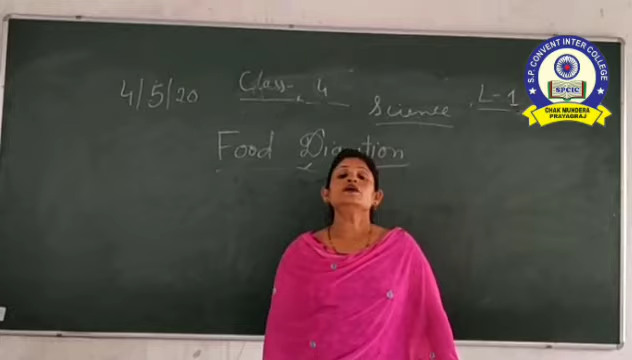 4/5/20 Class- 4 Science L-1
Food Digestion
S.P. CONVENT INTER COLLEGE
SPCIC
CHAK MUNDERA
PRAYAGRAJ